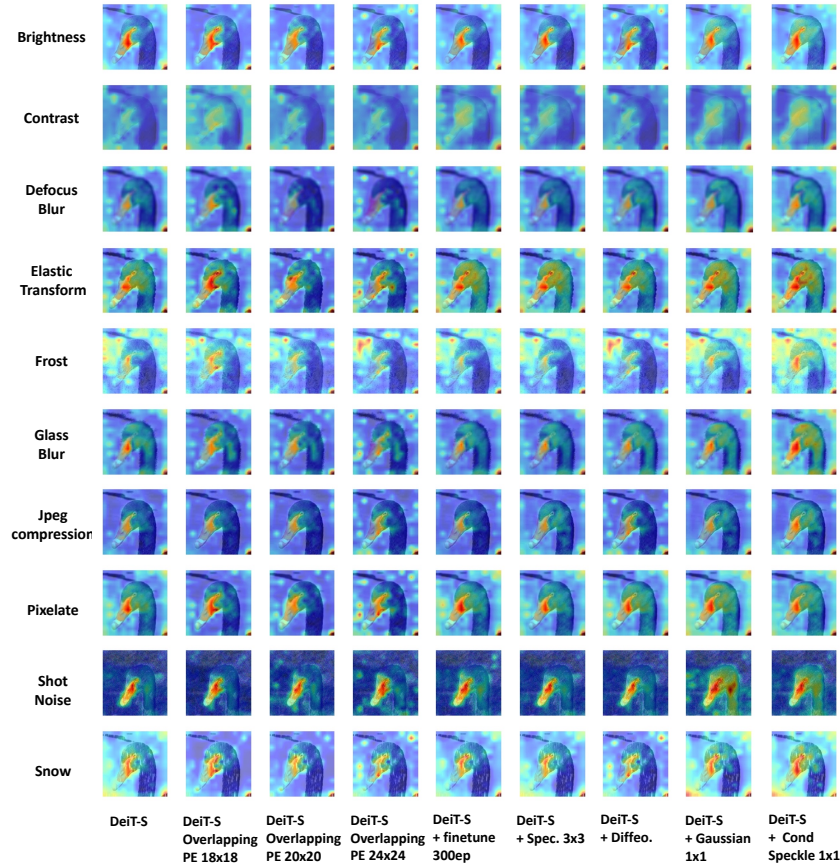 Brightness
Contrast
Defocus
Blur
Elastic
Transform
Frost
Glass
Blur
Jpeg
compression
Pixelate
Shot
Noise
Snow
DeiT-S
DeiT-S
Overlapping
PE 18x18
DeiT-S
Overlapping
PE 20x20
DeiT-S
Overlapping
PE 24x24
DeiT-S
+ finetune
300ep
DeiT-S
+ Spec. 3x3
DeiT-S
+ Diffeo.
DeiT-S
+ Gaussian
1x1
DeiT-S
+ Cond
Speckle 1x1